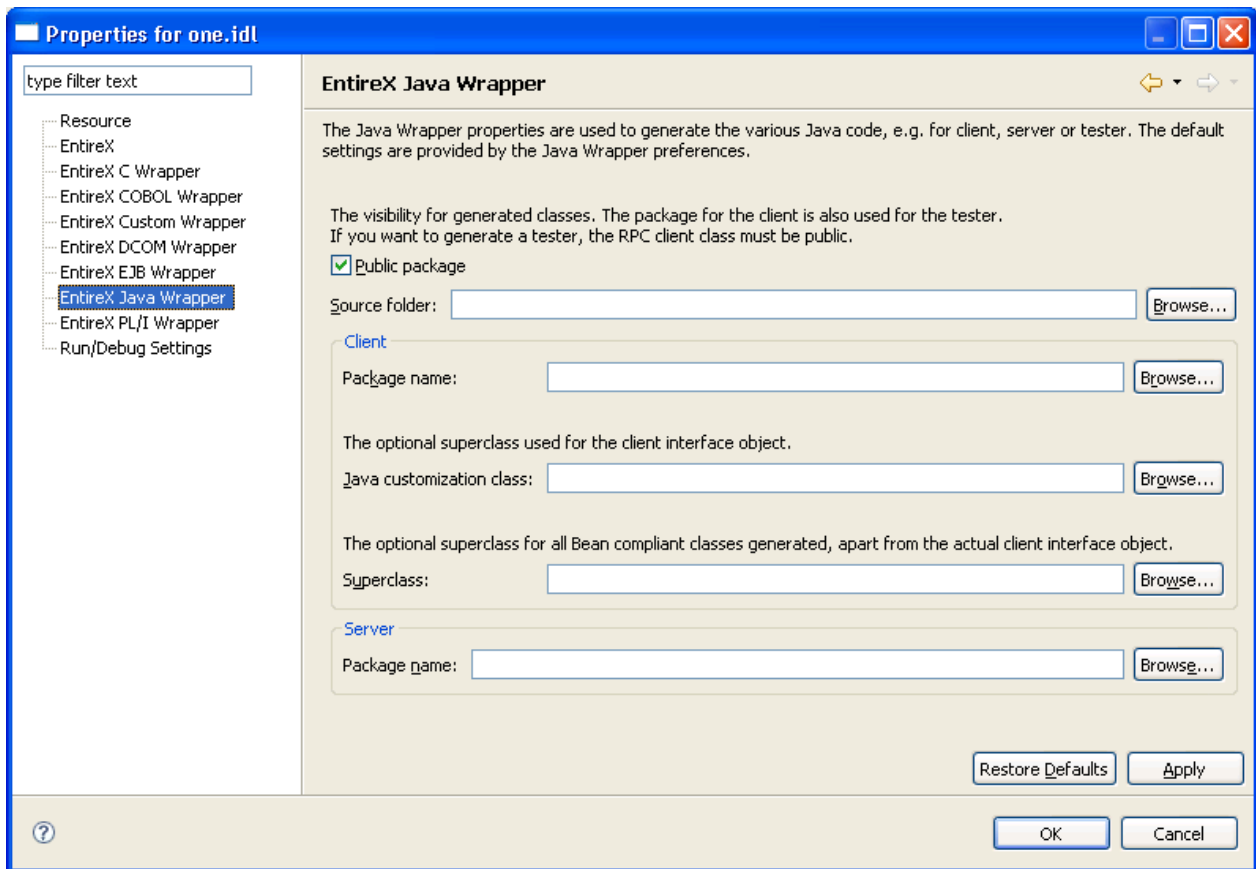 Properties for one.idl
type filter text
Resource
EntireX
EntireX C Wrapper
EntireX COBOL Wrapper
EntireX Custom Wrapper
EntireX DCOM Wrapper
EntireX EJB Wrapper
EntireX Java Wrapper
EntireX PL/I Wrapper
Run/Debug Settings
EntireX Java Wrapper
The Java Wrapper properties are used to generate the various Java code, e.g. for client, server or tester. The default
settings are provided by the Java Wrapper preferences.
The visibility for generated classes. The package for the client is also used for the tester.
If you want to generate a tester, the RPC client class must be public.
Public package
Source folder: Browse...
Client
Package name: Browse...
The optional superclass used for the client interface object.
Java customization class: Browse...
The optional superclass for all Bean compliant classes generated, apart from the actual client interface object.
Superclass: Browse...
Server
Package name: Browse...
Restore Defaults Apply
? OK Cancel